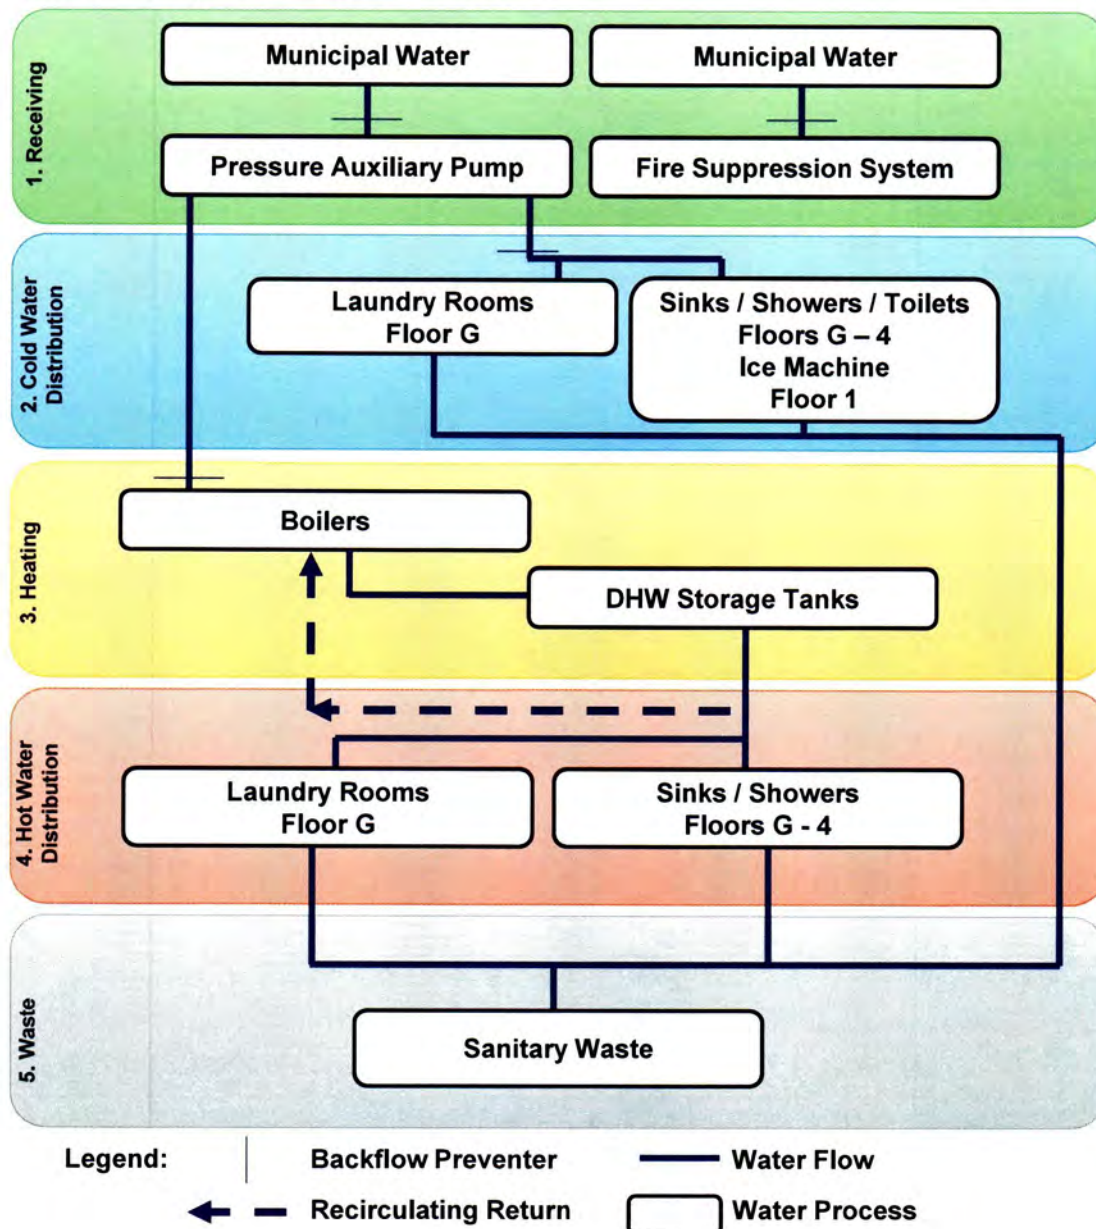 1. Receiving
Municipal Water
Municipal Water
Pressure Auxiliary Pump
Fire Suppression System
2. Cold Water
Distribution
Laundry Rooms
Floor G
Sinks / Showers / Toilets
Floors G – 4
Ice Machine
Floor 1
3. Heating
Boilers
DHW Storage Tanks
4. Hot Water
Distribution
Laundry Rooms
Floor G
Sinks / Showers
Floors G - 4
5. Waste
Sanitary Waste
Legend:
Backflow Preventer
Water Flow
Recirculating Return
Water Process